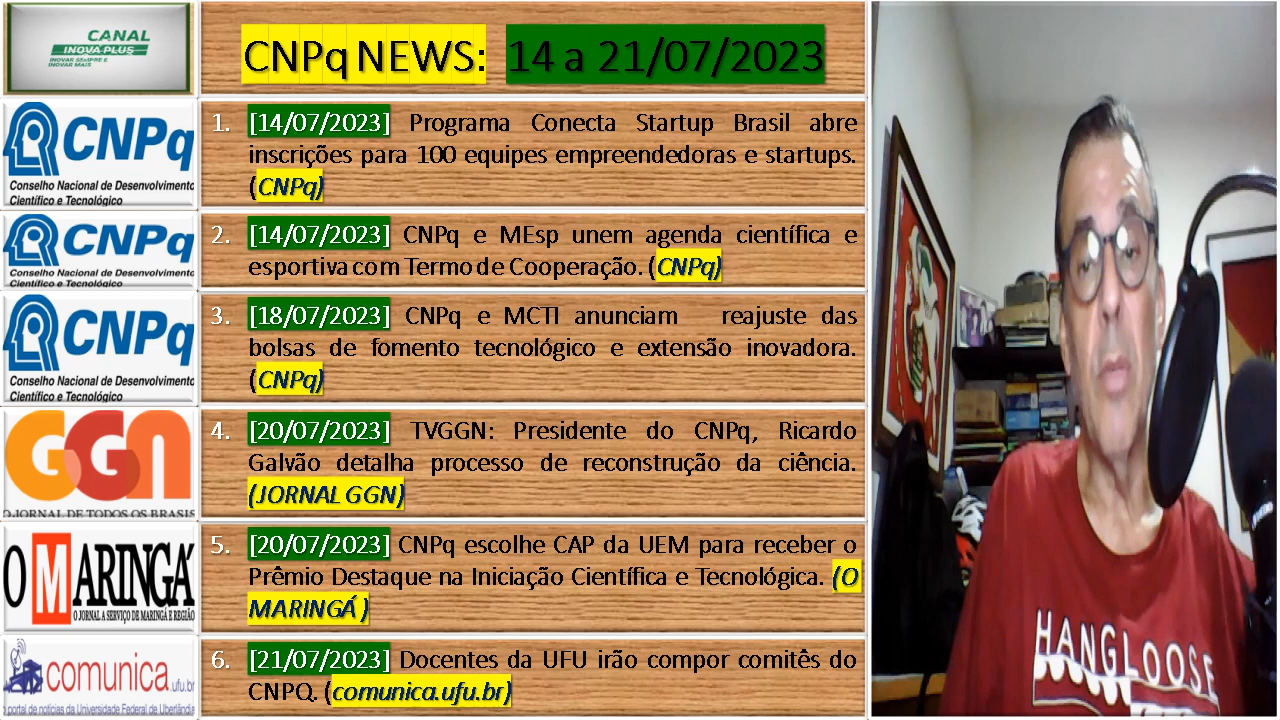 CANAL
INOVA PLUS
INOVAR SEMPRE E
INOVAR MAIS
CNPq NEWS: 14 a 21/07/2023
CNPq
Conselho Nacional de Desenvolvimento
Científico e Tecnológico
1. [14/07/2023] Programa Conecta Startup Brasil abre
inscrições para 100 equipes empreendedoras e startups.
(CNPq)
CNPq
Conselho Nacional de Desenvolvimento
Científico e Tecnológico
2. [14/07/2023] CNPq e MEsp unem agenda científica e
esportiva com Termo de Cooperação. (CNPq)
CNPq
Conselho Nacional de Desenvolvimento
Científico e Tecnológico
3. [18/07/2023] CNPq e MCTI anunciam reajuste das
bolsas de fomento tecnológico e extensão inovadora.
(CNPq)
GGN
O JORNAL DE TODOS OS BRASIS
4. [20/07/2023] TVGGN: Presidente do CNPq, Ricardo
Galvão detalha processo de reconstrução da ciência.
(JORNAL GGN)
O MARINGÁ
O JORNAL A SERVIÇO DE MARINGÁ E REGIÃO
5. [20/07/2023] CNPq escolhe CAP da UEM para receber o
Prêmio Destaque na Iniciação Científica e Tecnológica. (O
MARINGÁ )
comunica.ufu.br
o portal de notícias da Universidade Federal de Uberlândia
6. [21/07/2023] Docentes da UFU irão compor comitês do
CNPQ. (comunica.ufu.br)
HANGLOOSE